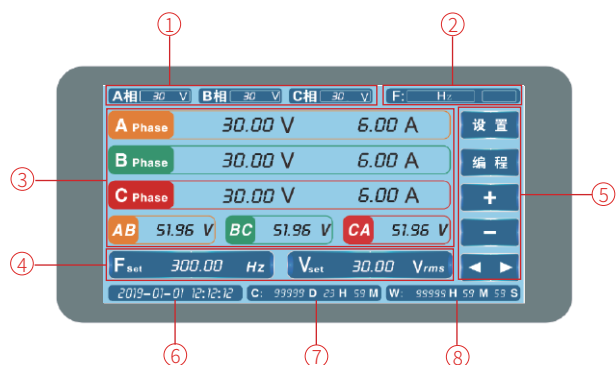 ① ②
A相 30 V B相 30 V C相 30 V F: Hz
A Phase 30.00 V 6.00 A 设置
B Phase 30.00 V 6.00 A 编程
③ C Phase 30.00 V 6.00 A + ⑤
AB 51.96 V BC 51.96 V CA 51.96 V −
④ Fset 300.00 Hz Vset 30.00 Vrms ◀ ▶
2019-01-01 12:12:12 C: 99999 D 23 H 59 M W: 99999 H 59 M 59 S
⑥ ⑦ ⑧